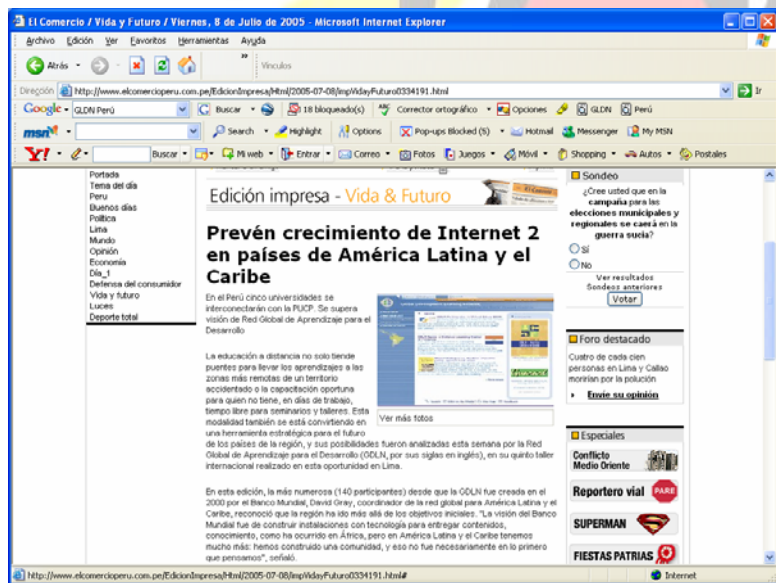 El Comercio / Vida y Futuro / Viernes, 8 de Julio de 2005 - Microsoft Internet Explorer
Archivo Edición Ver Favoritos Herramientas Ayuda
Atrás Vínculos
Dirección http://www.elcomercioperu.com.pe/EdicionImpresa/Html/2005-07-08/impVidayFuturo0334191.html Ir
Google GLDN Perú Buscar 18 bloqueado(s) Corrector ortográfico Opciones GLDN Perú
msn Search Highlight Options Pop-ups Blocked (5) Hotmail Messenger My MSN
Y! Buscar Mi web Entrar Correo Fotos Juegos Móvil Shopping Autos Postales
Portada
Tema del día
Peru
Buenos días
Política
Lima
Mundo
Opinión
Economía
Día_1
Defensa del consumidor
Vida y futuro
Luces
Deporte total
Edición impresa - Vida & Futuro
Prevén crecimiento de Internet 2
en países de América Latina y el
Caribe
En el Perú cinco universidades se
interconectarán con la PUCP. Se supera
visión de Red Global de Aprendizaje para el
Desarrollo
La educación a distancia no solo tiende
puentes para llevar los aprendizajes a las
zonas más remotas de un territorio
accidentado o la capacitación oportuna
para quien no tiene, en días de trabajo,
tiempo libre para seminarios y talleres. Esta
modalidad también se está convirtiendo en
una herramienta estratégica para el futuro
de los países de la región, y sus posibilidades fueron analizadas esta semana por la Red
Global de Aprendizaje para el Desarrollo (GDLN, por sus siglas en inglés), en su quinto taller
internacional realizado en esta oportunidad en Lima.
Ver más fotos
En esta edición, la más numerosa (140 participantes) desde que la GDLN fue creada en el
2000 por el Banco Mundial, David Gray, coordinador de la red global para América Latina y el
Caribe, reconoció que la región ha ido más allá de los objetivos iniciales. "La visión del Banco
Mundial fue de construir instalaciones con tecnología para entregar contenidos,
conocimiento, como ha ocurrido en África, pero en América Latina y el Caribe tenemos
mucho más: hemos construido una comunidad, y eso no fue necesariamente en lo primero
que pensamos", señaló.
Sondeo
¿Cree usted que en la
campaña para las
elecciones municipales y
regionales se caerá en la
guerra sucia?
Sí
No
Ver resultados
Sondeos anteriores
Votar
Foro destacado
Cuatro de cada cien
personas en Lima y Callao
morirían por la polución
Envíe su opinión
Especiales
Conflicto
Medio Oriente
Reportero vial PARE
SUPERMAN
FIESTAS PATRIAS
http://www.elcomercioperu.com.pe/EdicionImpresa/Html/2005-07-08/impVidayFuturo0334191.html# Internet